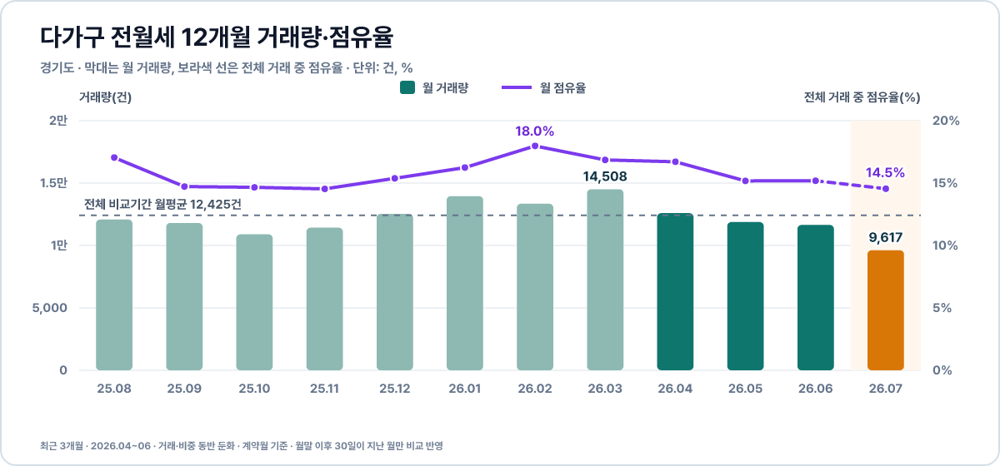 다가구 전월세 12개월 거래량·점유율
경기도 · 막대는 월 거래량, 보라색 선은 전체 거래 중 점유율 · 단위: 건, %
월 거래량 월 점유율
거래량(건) 전체 거래 중 점유율(%)
2만 20%
18.0%
1.5만 15%
14,508 14.5%
전체 비교기간 월평균 12,425건
1만 10%
9,617
5,000 5%
0 0%
25.08 25.09 25.10 25.11 25.12 26.01 26.02 26.03 26.04 26.05 26.06 26.07
최근 3개월 · 2026.04~06 · 거래·비중 동반 둔화 · 계약월 기준 · 월말 이후 30일이 지난 월만 비교 반영